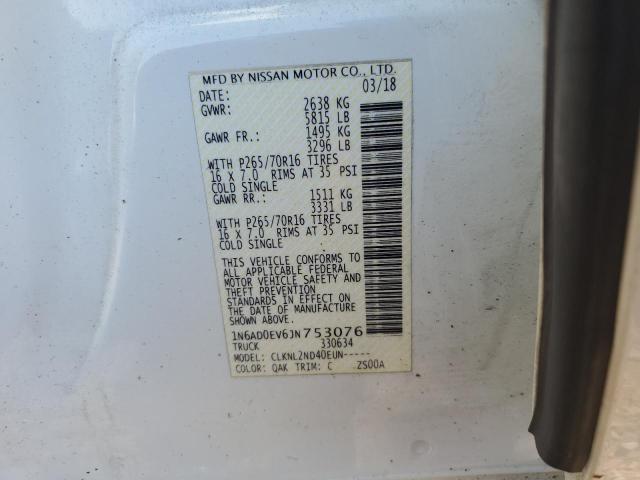 MFD BY NISSAN MOTOR CO., LTD.
DATE: 03/18
GVWR: 2638 KG
5815 LB
GAWR FR.: 1495 KG
3296 LB
WITH P265/70R16 TIRES
16 X 7.0 RIMS AT 35 PSI
COLD SINGLE
GAWR RR.: 1511 KG
3331 LB
WITH P265/70R16 TIRES
16 X 7.0 RIMS AT 35 PSI
COLD SINGLE
THIS VEHICLE CONFORMS TO
ALL APPLICABLE FEDERAL
MOTOR VEHICLE SAFETY AND
THEFT PREVENTION
STANDARDS IN EFFECT ON
THE DATE OF MANUFACTURE
SHOWN ABOVE.
1N6AD0EV6JN753076
TRUCK 330634
MODEL: CLKNL2ND40EUN-----
COLOR: QAK TRIM: C ZS00A